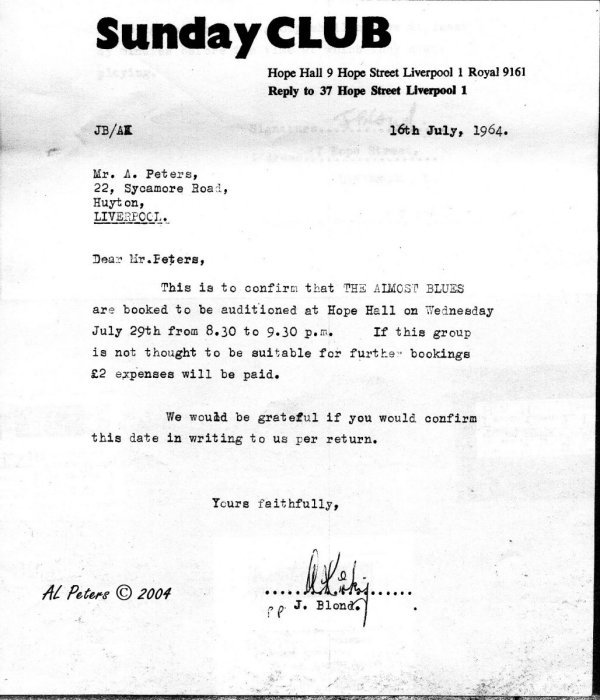 Sunday CLUB
Hope Hall 9 Hope Street Liverpool 1 Royal 9161
Reply to 37 Hope Street Liverpool 1
JB/AK
16th July, 1964.
Mr. A. Peters,
22, Sycamore Road,
Huyton,
LIVERPOOL.
Dear Mr.Peters,
This is to confirm that THE ALMOST BLUES
are booked to be auditioned at Hope Hall on Wednesday
July 29th from 8.30 to 9.30 p.m. If this group
is not thought to be suitable for further bookings
£2 expenses will be paid.
We would be grateful if you would confirm
this date in writing to us per return.
Yours faithfully,
pp J. Blond.
AL Peters © 2004